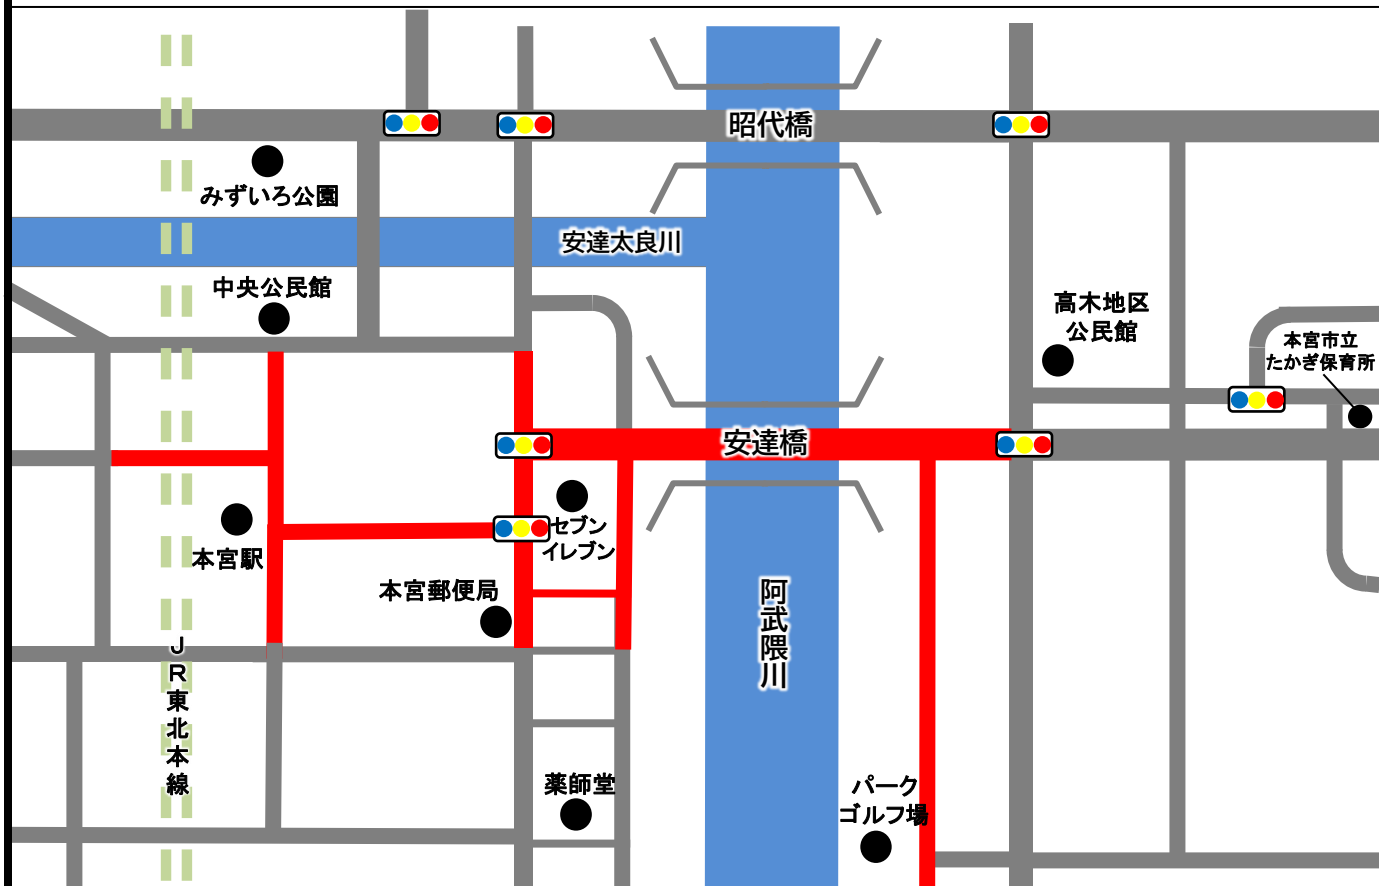 昭代橋
みずいろ公園
安達太良川
中央公民館
高木地区
公民館
本宮市立
たかぎ保育所
安達橋
セブン
イレブン
本宮駅
本宮郵便局
阿武隈川
JR東北本線
薬師堂
パーク
ゴルフ場